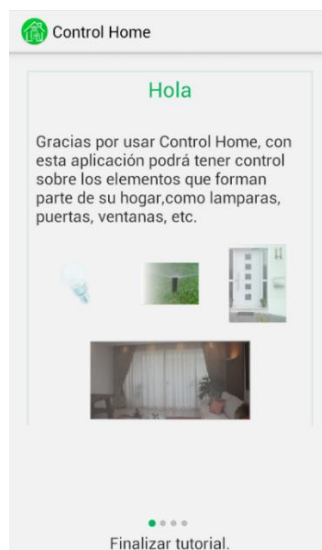 Control Home
Hola
Gracias por usar Control Home, con
esta aplicación podrá tener control
sobre los elementos que forman
parte de su hogar,como lamparas,
puertas, ventanas, etc.
Finalizar tutorial.